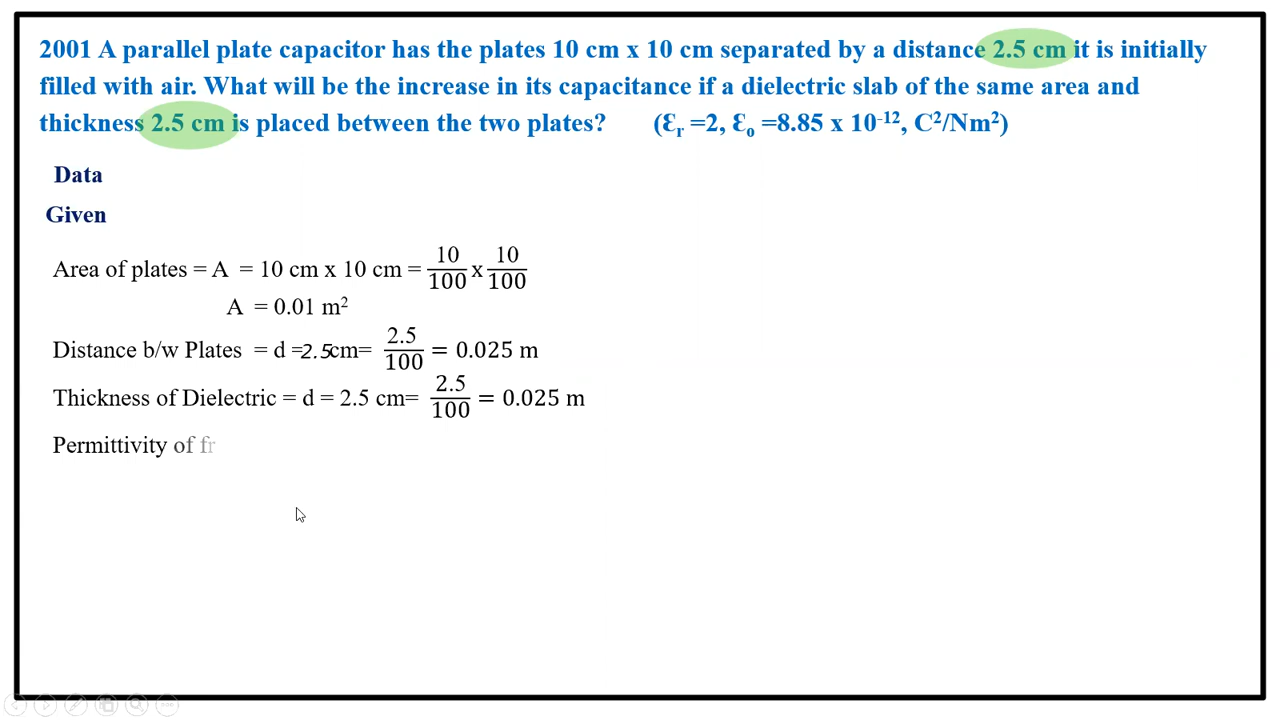 2001 A parallel plate capacitor has the plates 10 cm x 10 cm separated by a distance 2.5 cm it is initially
filled with air. What will be the increase in its capacitance if a dielectric slab of the same area and
thickness 2.5 cm is placed between the two plates? (Ɛr =2, Ɛo =8.85 x 10⁻¹², C²/Nm²)
Data
Given
Area of plates = A = 10 cm x 10 cm = 10/100 x 10/100
A = 0.01 m²
Distance b/w Plates = d =2.5cm= 2.5/100 = 0.025 m
Thickness of Dielectric = d = 2.5 cm= 2.5/100 = 0.025 m
Permittivity of fr